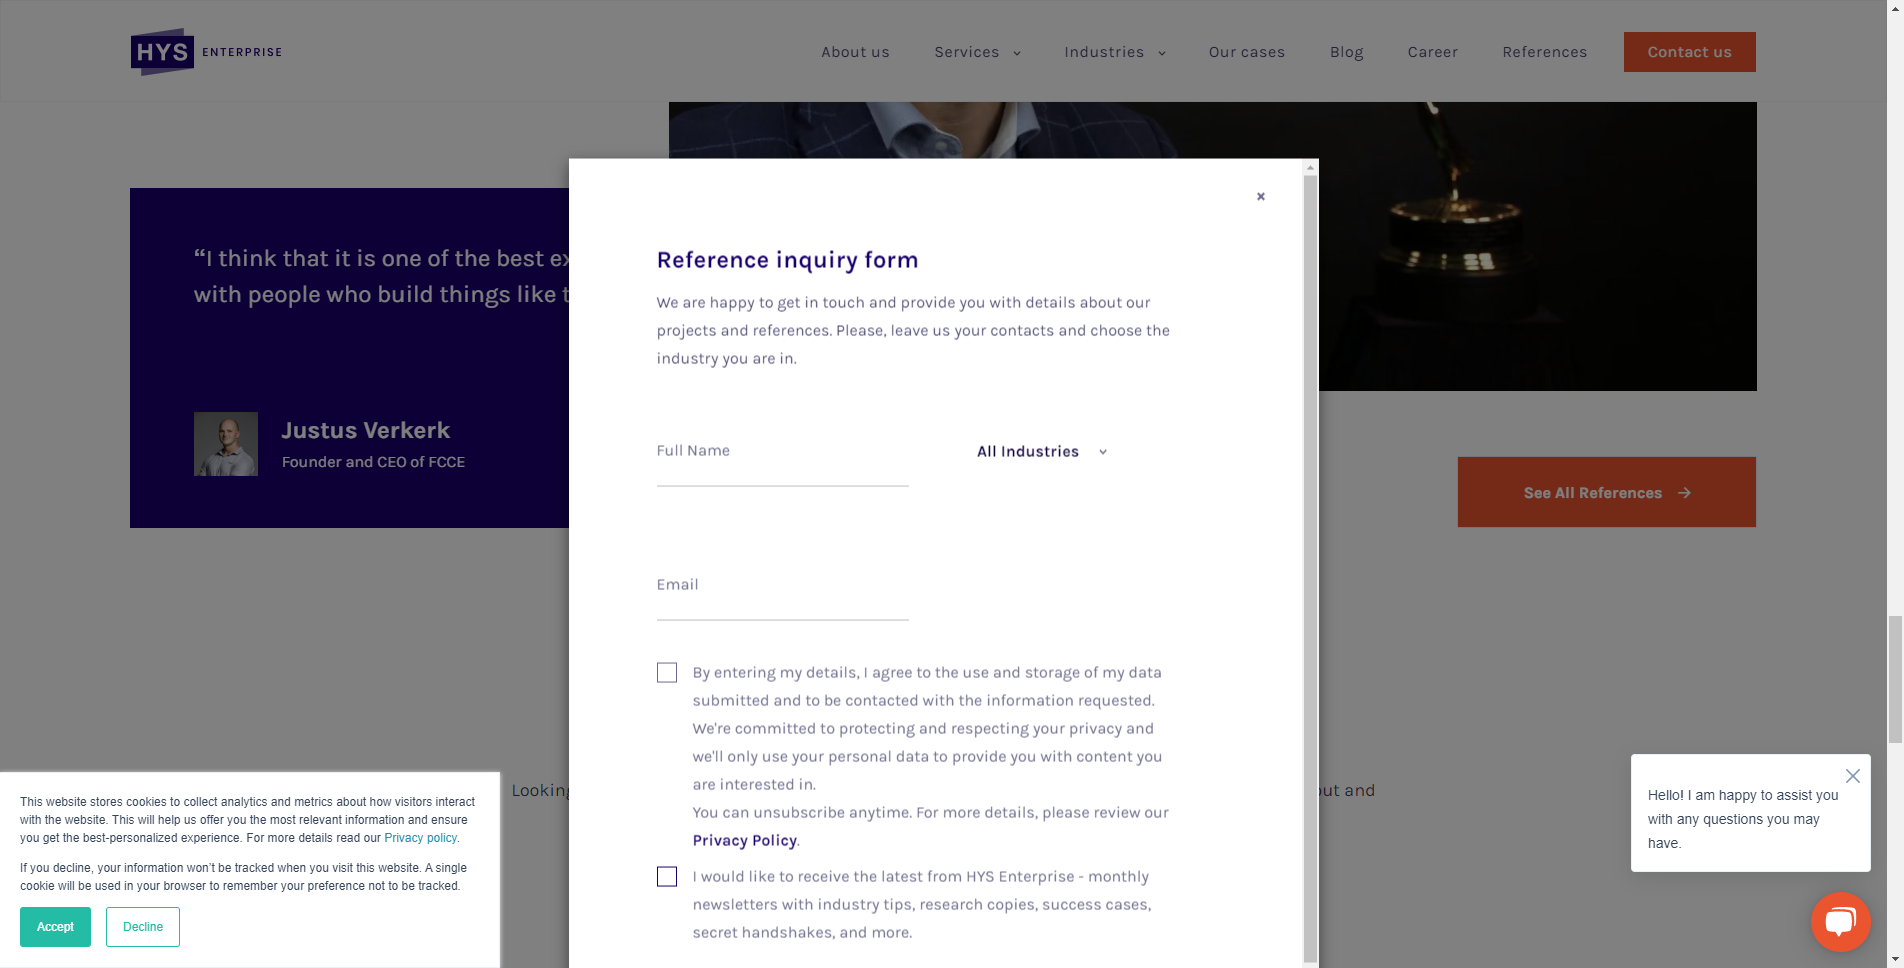 HYS ENTERPRISE
About us
Services
Industries
Our cases
Blog
Career
References
Contact us
“I think that it is one of the best ex
with people who build things like t
Justus Verkerk
Founder and CEO of FCCE
Reference inquiry form
We are happy to get in touch and provide you with details about our
projects and references. Please, leave us your contacts and choose the
industry you are in.
Full Name
All Industries
Email
By entering my details, I agree to the use and storage of my data
submitted and to be contacted with the information requested.
We're committed to protecting and respecting your privacy and
we'll only use your personal data to provide you with content you
are interested in.
You can unsubscribe anytime. For more details, please review our
Privacy Policy.
I would like to receive the latest from HYS Enterprise - monthly
newsletters with industry tips, research copies, success cases,
secret handshakes, and more.
See All References
Looking
out and
This website stores cookies to collect analytics and metrics about how visitors interact
with the website. This will help us offer you the most relevant information and ensure
you get the best-personalized experience. For more details read our Privacy policy.
If you decline, your information won’t be tracked when you visit this website. A single
cookie will be used in your browser to remember your preference not to be tracked.
Accept
Decline
Hello! I am happy to assist you
with any questions you may
have.